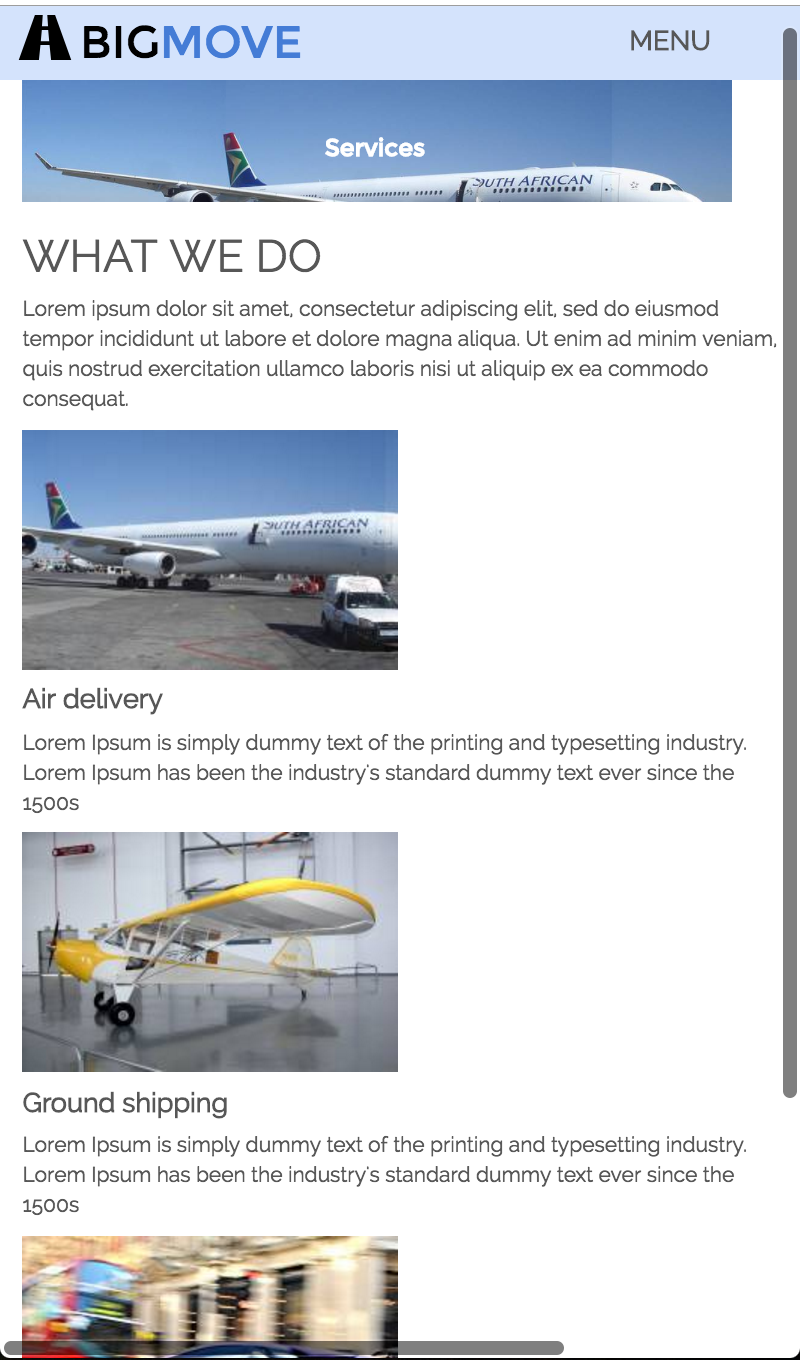 BIGMOVE
MENU
Services
SOUTH AFRICAN
WHAT WE DO
Lorem ipsum dolor sit amet, consectetur adipiscing elit, sed do eiusmod
tempor incididunt ut labore et dolore magna aliqua. Ut enim ad minim veniam,
quis nostrud exercitation ullamco laboris nisi ut aliquip ex ea commodo
consequat.
SOUTH AFRICAN
Air delivery
Lorem Ipsum is simply dummy text of the printing and typesetting industry.
Lorem Ipsum has been the industry's standard dummy text ever since the
1500s
Ground shipping
Lorem Ipsum is simply dummy text of the printing and typesetting industry.
Lorem Ipsum has been the industry's standard dummy text ever since the
1500s